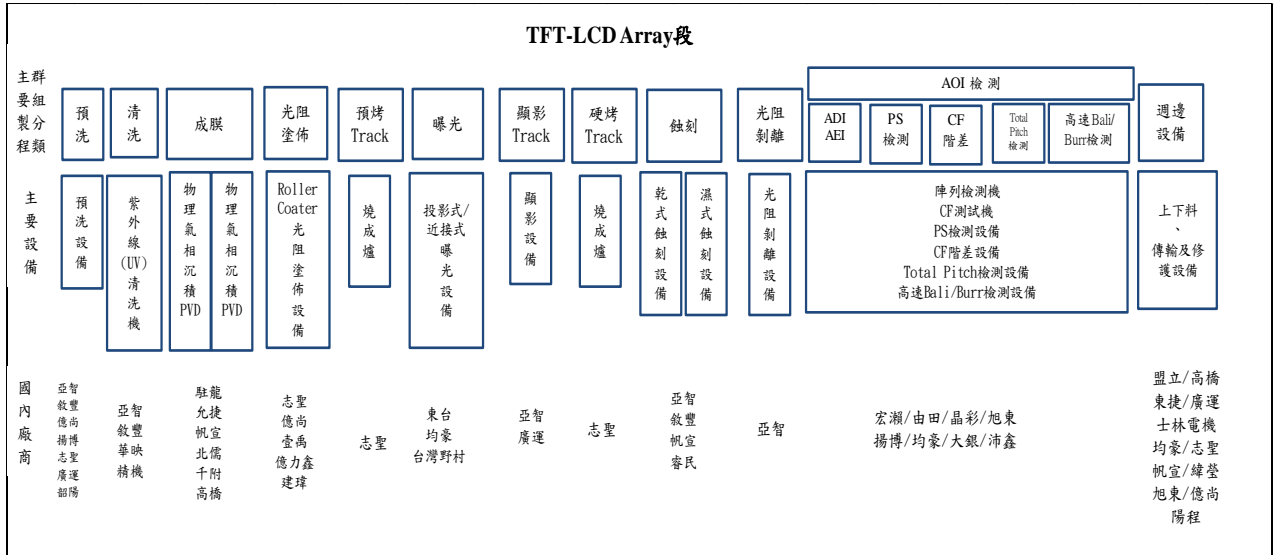 TFT-LCD Array段
主要製程
群組分類
預洗
清洗
成膜
光阻
塗佈
預烤
Track
曝光
顯影
Track
硬烤
Track
蝕刻
光阻
剝離
AOI 檢測
ADI
AEI
PS
檢測
CF
階差
Total
Pitch
檢測
高速Bali/
Burr檢測
週邊
設備
主要設備
預洗設備
紫外線(UV)清洗機
物理氣相沉積PVD
物理氣相沉積PVD
Roller
Coater
光阻塗佈設備
燒成爐
投影式/
近接式
曝光設備
顯影設備
燒成爐
乾式蝕刻設備
濕式蝕刻設備
光阻剝離設備
陣列檢測機
CF測試機
PS檢測設備
CF階差設備
Total Pitch檢測設備
高速Bali/Burr檢測設備
上下料
、
傳輸及修
護設備
國內廠商
亞智
敘豐
億尚
揚博
志聖
廣運
韶陽
亞智
敘豐
華映
精機
駐龍
允捷
帆宣
北儒
千附
高橋
志聖
億尚
壹禹
億力鑫
建瑋
志聖
東台
均豪
台灣野村
亞智
廣運
志聖
亞智
敘豐
帆宣
睿民
亞智
宏瀨/由田/晶彩/旭東
揚博/均豪/大銀/沛鑫
盟立/高橋
東捷/廣運
士林電機
均豪/志聖
帆宣/緯瑩
旭東/億尚
陽程